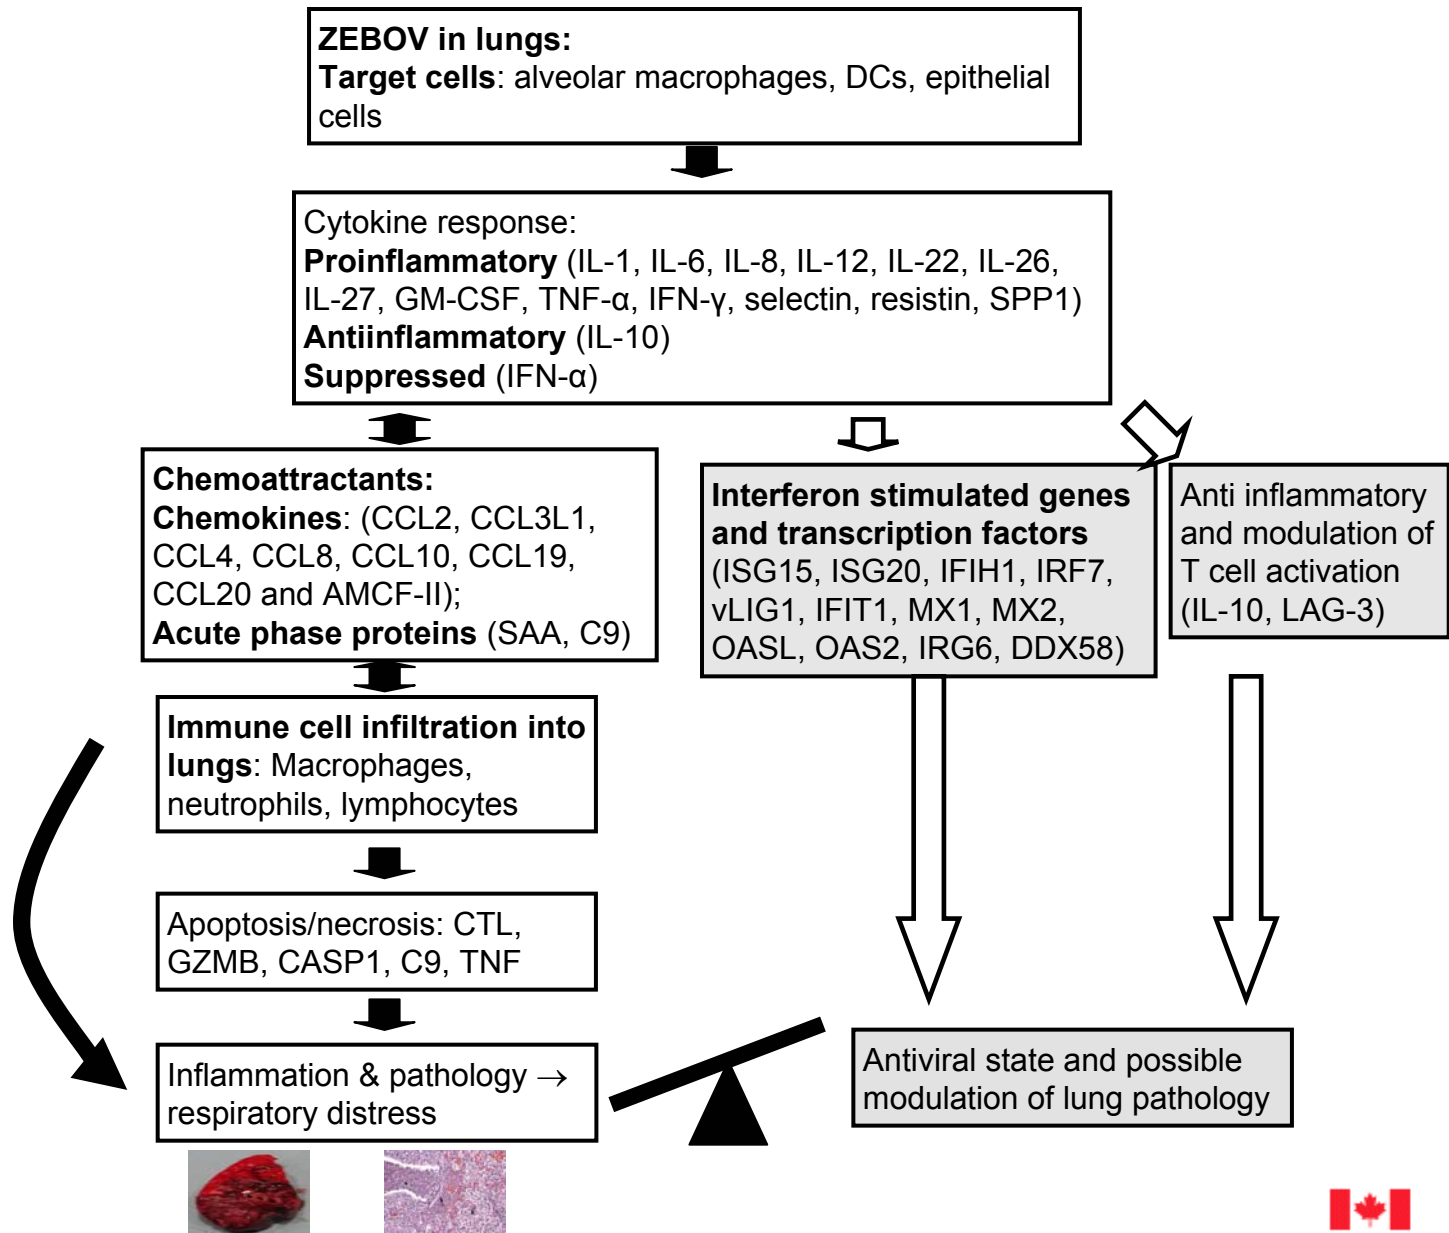 ZEBOV in lungs:
Target cells: alveolar macrophages, DCs, epithelial
cells
Cytokine response:
Proinflammatory (IL-1, IL-6, IL-8, IL-12, IL-22, IL-26,
IL-27, GM-CSF, TNF-α, IFN-γ, selectin, resistin, SPP1)
Antiinflammatory (IL-10)
Suppressed (IFN-α)
Chemoattractants:
Chemokines: (CCL2, CCL3L1,
CCL4, CCL8, CCL10, CCL19,
CCL20 and AMCF-II);
Acute phase proteins (SAA, C9)
Interferon stimulated genes
and transcription factors
(ISG15, ISG20, IFIH1, IRF7,
vLIG1, IFIT1, MX1, MX2,
OASL, OAS2, IRG6, DDX58)
Anti inflammatory
and modulation of
T cell activation
(IL-10, LAG-3)
Immune cell infiltration into
lungs: Macrophages,
neutrophils, lymphocytes
Apoptosis/necrosis: CTL,
GZMB, CASP1, C9, TNF
Inflammation & pathology →
respiratory distress
Antiviral state and possible
modulation of lung pathology